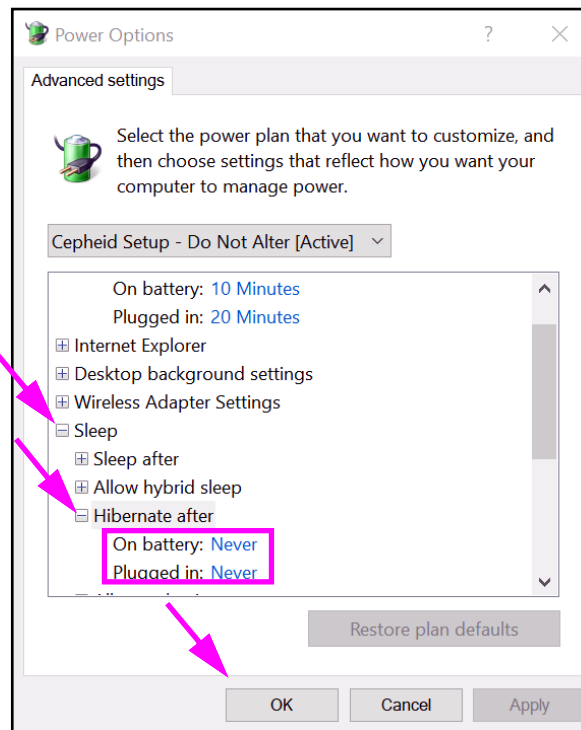 Power Options
?
Advanced settings
Select the power plan that you want to customize, and
then choose settings that reflect how you want your
computer to manage power.
Cepheid Setup - Do Not Alter [Active]
On battery: 10 Minutes
Plugged in: 20 Minutes
Internet Explorer
Desktop background settings
Wireless Adapter Settings
Sleep
Sleep after
Allow hybrid sleep
Hibernate after
On battery: Never
Plugged in: Never
Restore plan defaults
OK Cancel Apply